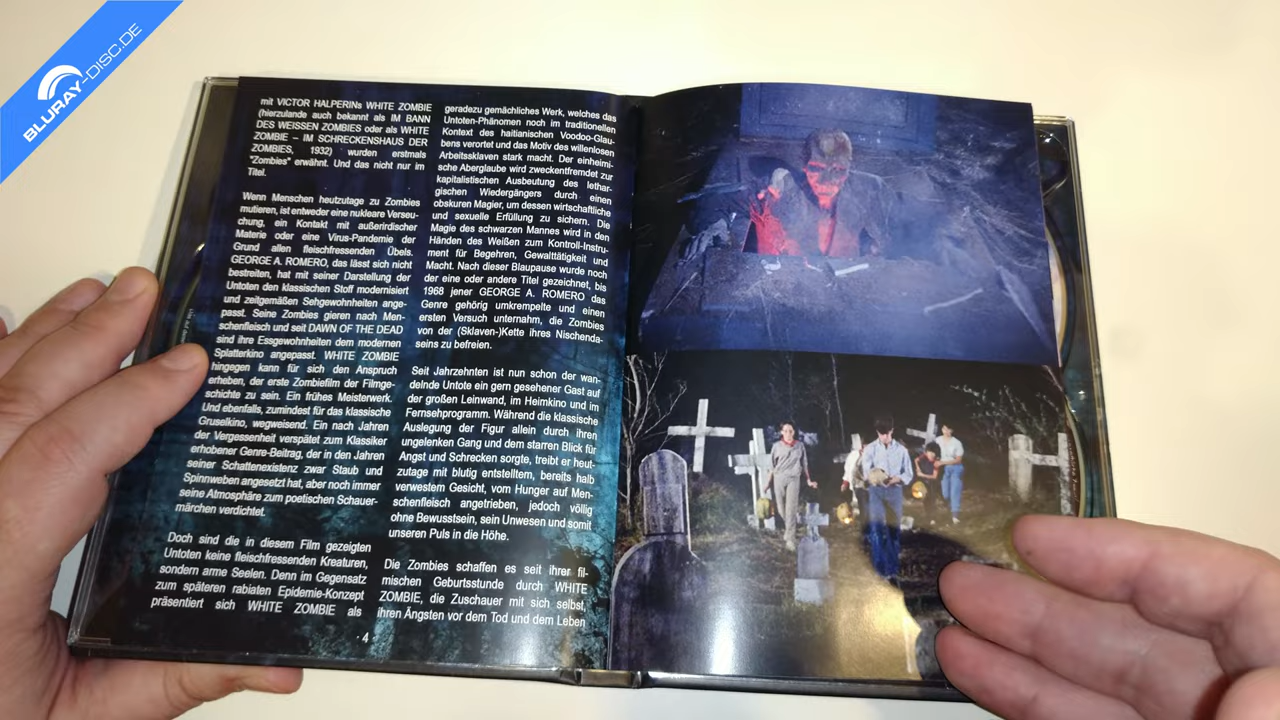 BLURAY-DISC.DE
mit VICTOR HALPERINs WHITE ZOMBIE
(hierzulande auch bekannt als IM BANN
DES WEISSEN ZOMBIES oder als WHITE
ZOMBIE – IM SCHRECKENSHAUS DER
ZOMBIES, 1932) wurden erstmals
"Zombies" erwähnt. Und das nicht nur im
Titel.
Wenn Menschen heutzutage zu Zombies
mutieren, ist entweder eine nukleare Verseu-
chung, ein Kontakt mit außerirdischer
Materie oder eine Virus-Pandemie der
Grund allen fleischfressenden Übels.
GEORGE A. ROMERO, das lässt sich nicht
bestreiten, hat mit seiner Darstellung der
Untoten den klassischen Stoff modernisiert
und zeitgemäßen Sehgewohnheiten ange-
passt. Seine Zombies gieren nach Men-
schenfleisch und seit DAWN OF THE DEAD
sind ihre Essgewohnheiten dem modernen
Splatterkino angepasst. WHITE ZOMBIE
hingegen kann für sich den Anspruch
erheben, der erste Zombiefilm der Filmge-
schichte zu sein. Ein frühes Meisterwerk.
Und ebenfalls, zumindest für das klassische
Gruselkino, wegweisend. Ein nach Jahren
der Vergessenheit verspätet zum Klassiker
erhobener Genre-Beitrag, der in den Jahren
seiner Schattenexistenz zwar Staub und
Spinnweben angesetzt hat, aber noch immer
seine Atmosphäre zum poetischen Schauer-
märchen verdichtet.
Doch sind die in diesem Film gezeigten
Untoten keine fleischfressenden Kreaturen,
sondern arme Seelen. Denn im Gegensatz
zum späteren rabiaten Epidemie-Konzept
präsentiert sich WHITE ZOMBIE als
geradezu gemächliches Werk, welches das
Untoten-Phänomen noch im traditionellen
Kontext des haitianischen Voodoo-Glau-
bens verortet und das Motiv des willenlosen
Arbeitssklaven stark macht. Der einheimi-
sche Aberglaube wird zweckentfremdet zur
kapitalistischen Ausbeutung des lethar-
gischen Wiedergängers durch einen
obskuren Magier, um dessen wirtschaftliche
und sexuelle Erfüllung zu sichern. Die
Magie des schwarzen Mannes wird in den
Händen des Weißen zum Kontroll-Instru-
ment für Begehren, Gewalttätigkeit und
Macht. Nach dieser Blaupause wurde noch
der eine oder andere Titel gezeichnet, bis
1968 jener GEORGE A. ROMERO das
Genre gehörig umkrempelte und einen
ersten Versuch unternahm, die Zombies
von der (Sklaven-)Kette ihres Nischenda-
seins zu befreien.
Seit Jahrzehnten ist nun schon der wan-
delnde Untote ein gern gesehener Gast auf
der großen Leinwand, im Heimkino und im
Fernsehprogramm. Während die klassische
Auslegung der Figur allein durch ihren
ungelenken Gang und dem starren Blick für
Angst und Schrecken sorgte, treibt er heut-
zutage mit blutig entstelltem, bereits halb
verwestem Gesicht, vom Hunger auf Men-
schenfleisch angetrieben, jedoch völlig
ohne Bewusstsein, sein Unwesen und somit
unseren Puls in die Höhe.
Die Zombies schaffen es seit ihrer fil-
mischen Geburtsstunde durch WHITE
ZOMBIE, die Zuschauer mit sich selbst,
ihren Ängsten vor dem Tod und dem Leben
4